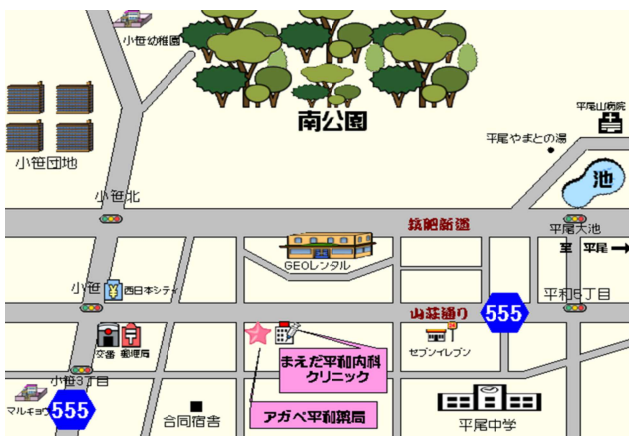 小笹幼稚園
南公園
平尾山病院
平尾やまとの湯
小笹団地
池
小笹北
筑肥新道
平尾大池
至 平尾→
GEOレンタル
小笹
¥
西日本シティ
山荘通り
555
平和5丁目
交番
郵便局
まえだ平和内科
クリニック
セブンイレブン
小笹3丁目
マルキョウ
555
合同宿舎
アガペ平和薬局
平尾中学